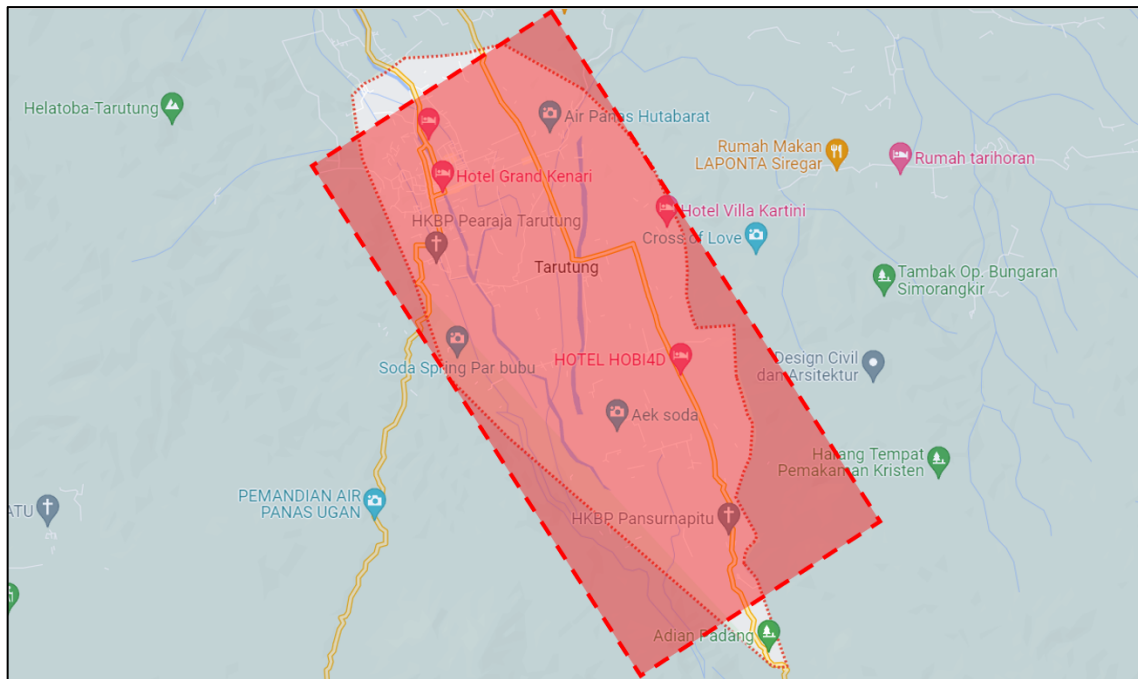 Helatoba-Tarutung
Air Panas Hutabarat
Rumah Makan
LAPONTA Siregar
Rumah tarihoran
Hotel Grand Kenari
HKBP Pearaja Tarutung
Hotel Villa Kartini
Cross of Love
Tarutung
Tambak Op. Bungaran
Simorangkir
Soda Spring Par bubu
HOTEL HOBI4D
Design Civil
dan Arsitektur
Aek soda
Harang Tempat
Pemakaman Kristen
PEMANDIAN AIR
PANAS UGAN
ATU
HKBP Pansurnapitu
Adian Padang